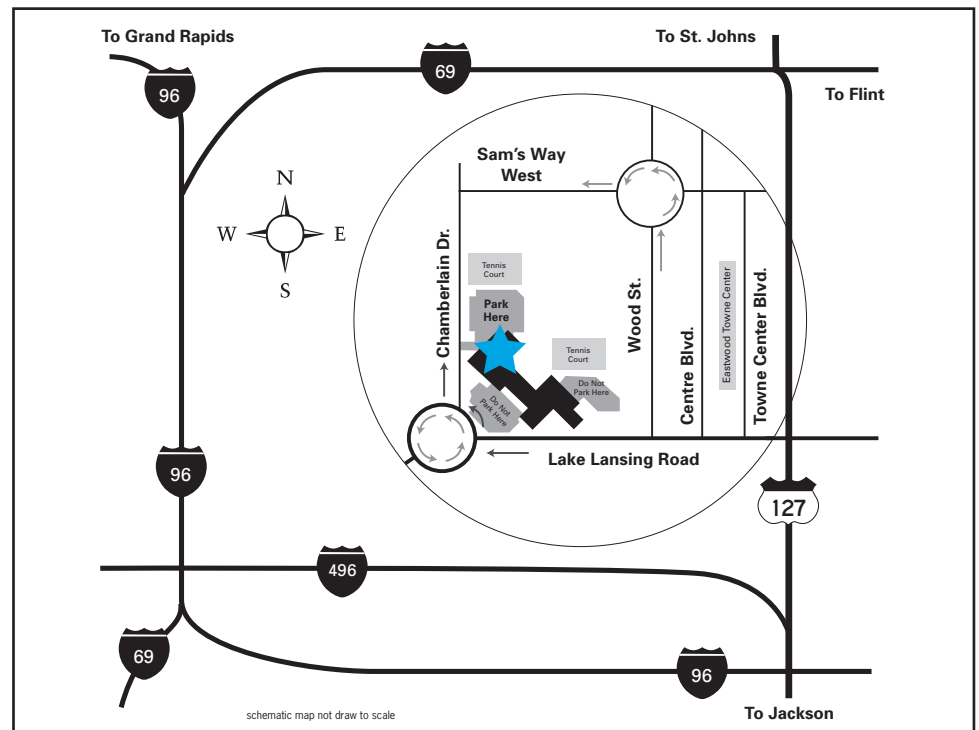 To Grand Rapids
To St. Johns
69
96
To Flint
Sam's Way
West
N
W
E
S
Chamberlain Dr.
Tennis
Court
Park
Here
Wood St.
Centre Blvd.
Eastwood Towne Center
Towne Center Blvd.
Tennis
Court
Do Not
Park Here
Do Not
Park Here
Lake Lansing Road
96
127
496
69
96
schematic map not draw to scale
To Jackson